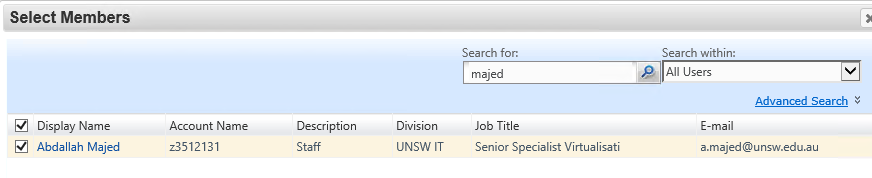 Select Members
Search for: Search within:
majed All Users
Advanced Search
Display Name Account Name Description Division Job Title E-mail
Abdallah Majed z3512131 Staff UNSW IT Senior Specialist Virtualisati a.majed@unsw.edu.au